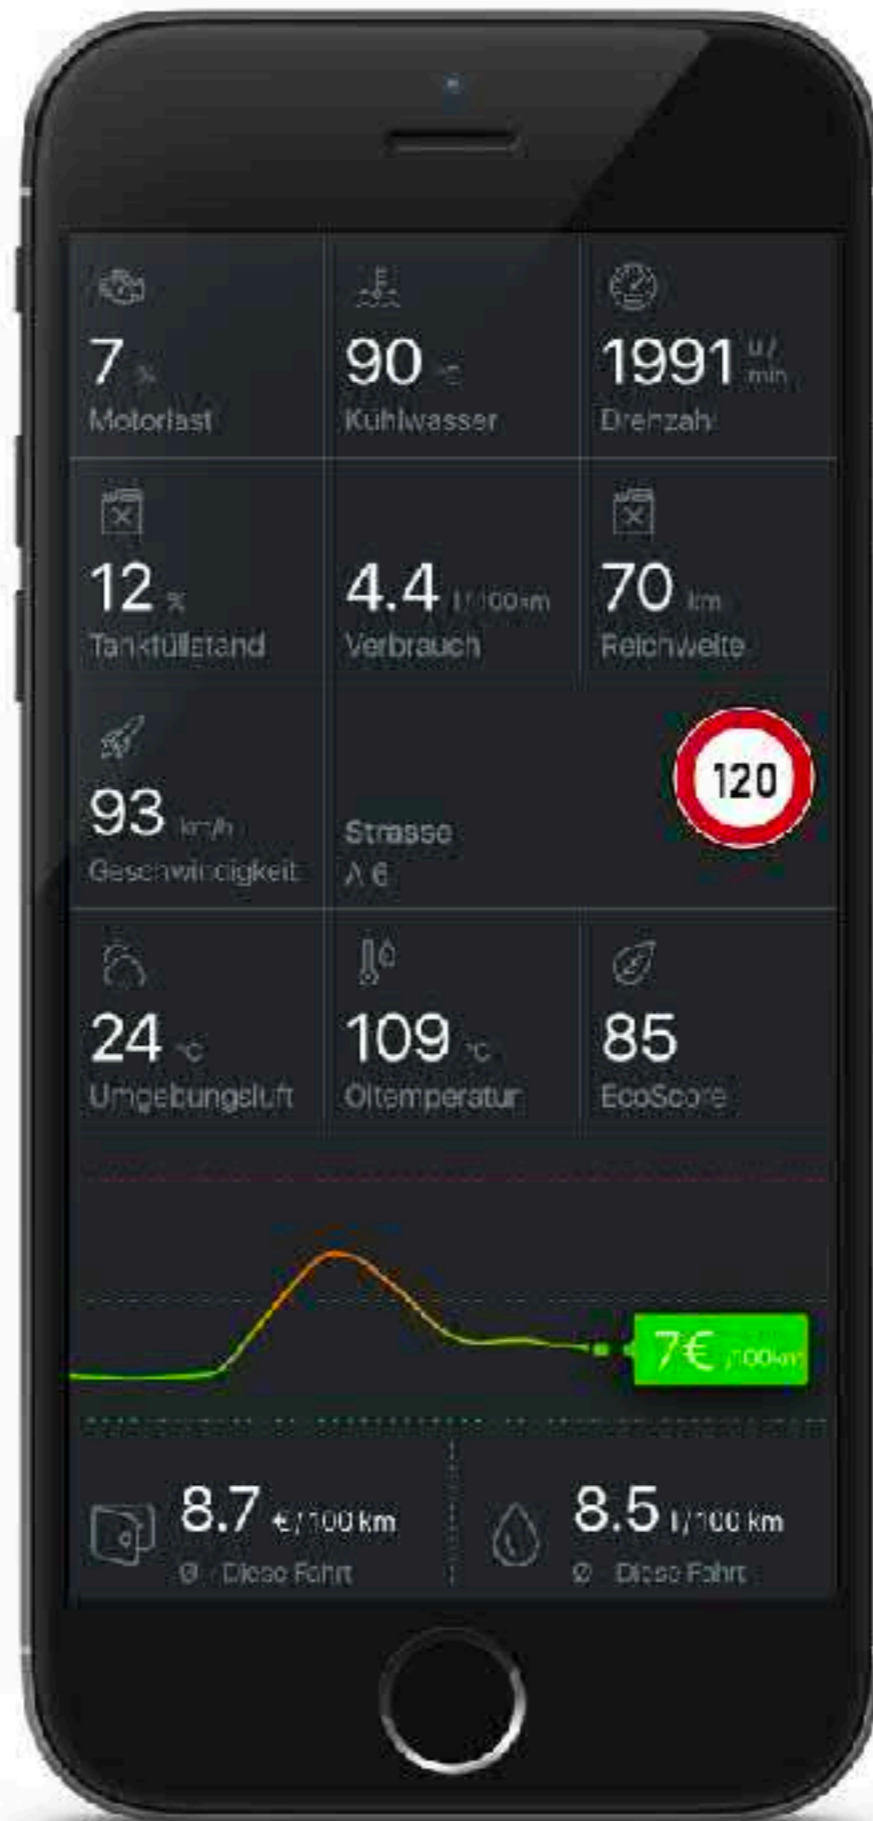 7 %
90 °C
1991 u/
min
Motorlast
Kühlwasser
Drehzahl
12 %
4.4 l/100km
70 km
Tankfüllstand
Verbrauch
Reichweite
93 km/h
120
Geschwindigkeit
Strasse
A 6
24 °C
109 °C
85
Umgebungsluft
Öltemperatur
EcoScore
7€ /100km
8.7 €/100 km
8.5 l/100 km
Ø - Diese Fahrt
Ø - Diese Fahrt